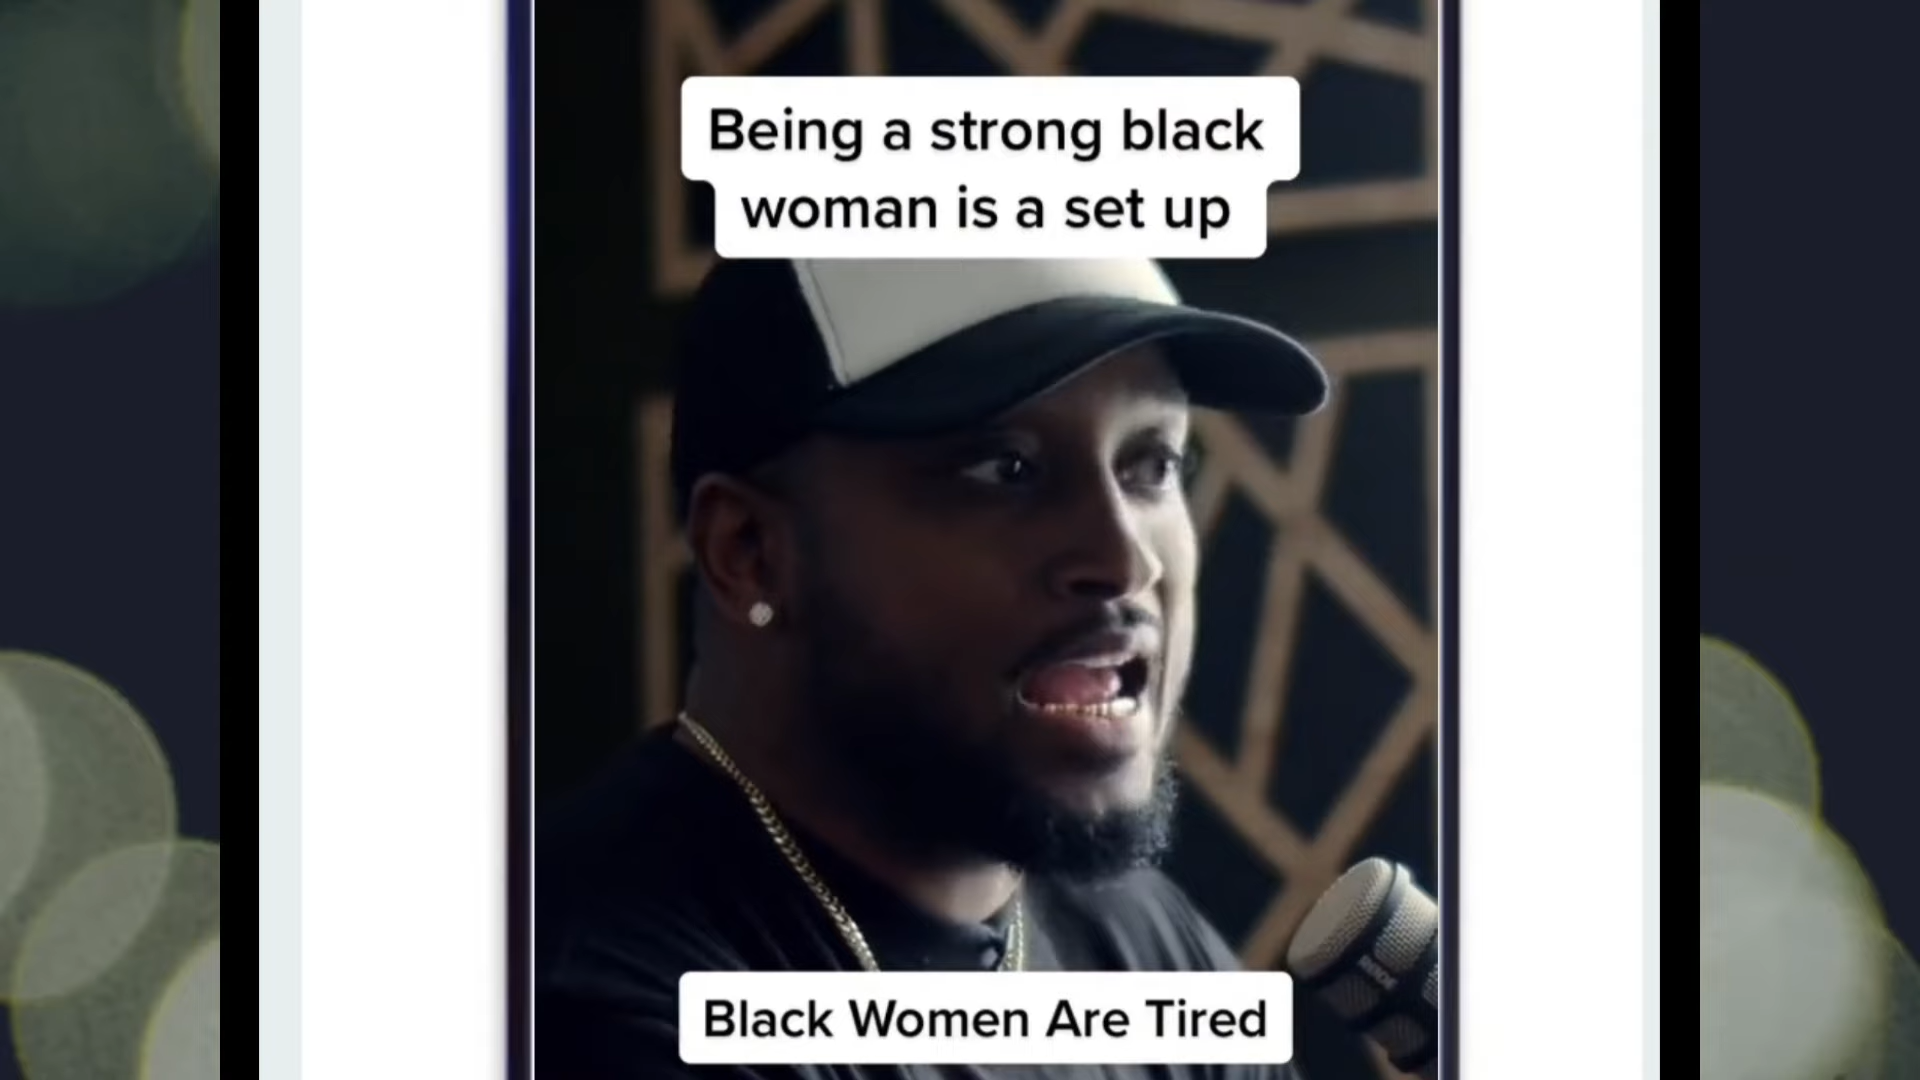 Being a strong black
woman is a set up
Black Women Are Tired